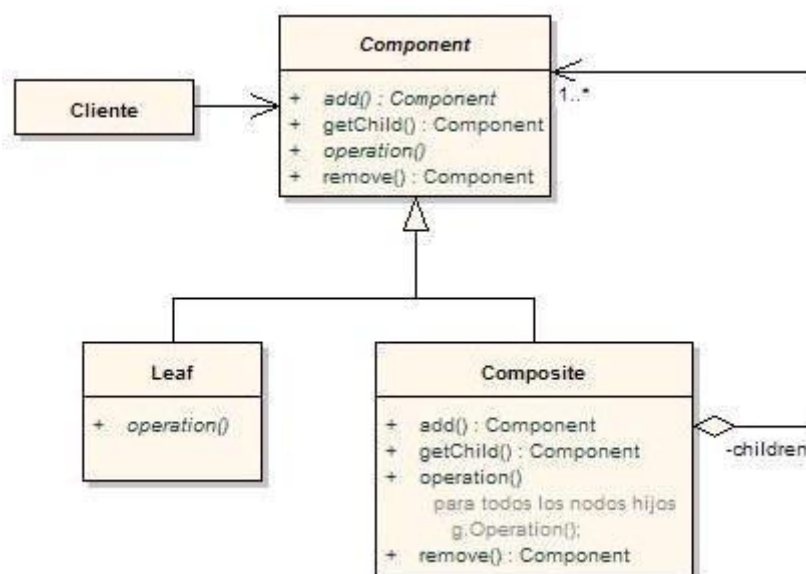 Component
+ add() : Component
+ getChild() : Component
+ operation()
+ remove() : Component
Cliente
1..*
Leaf
+ operation()
Composite
+ add() : Component
+ getChild() : Component
+ operation()
para todos los nodos hijos
g.Operation();
+ remove() : Component
-children